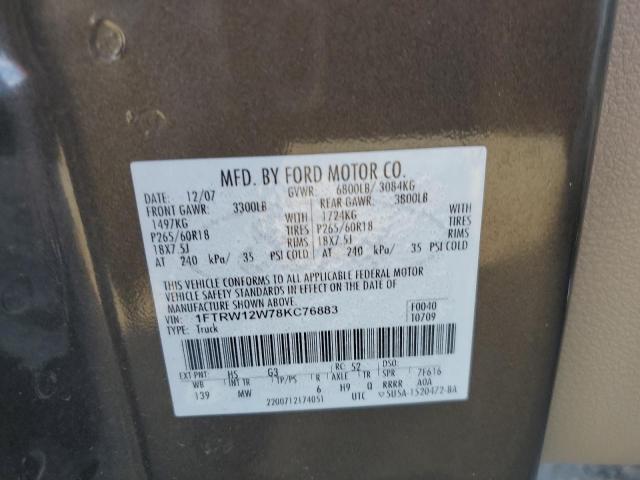 MFD. BY FORD MOTOR CO.
DATE: 12/07 GVWR: 6800LB/ 3084KG
FRONT GAWR: 3300LB REAR GAWR: 3800LB
1497KG WITH 1724KG WITH
P265/60R18 TIRES P265/60R18 TIRES
18X7.5J RIMS 18X7.5J RIMS
AT 240 kPa/ 35 PSI COLD AT 240 kPa/ 35 PSI COLD
THIS VEHICLE CONFORMS TO ALL APPLICABLE FEDERAL MOTOR
VEHICLE SAFETY STANDARDS IN EFFECT ON THE DATE OF
MANUFACTURE SHOWN ABOVE.
VIN: 1FTRW12W78KC76883 F0040
TYPE: Truck 10709
EXT PNT: HS G3 RC: 52 DSO:
WB INT TR TP/PS R AXLE TR SPR 7F616
139 MW 6 H9 Q RRRR A0A
2200712174051 UTC 5U5A-1520472-BA